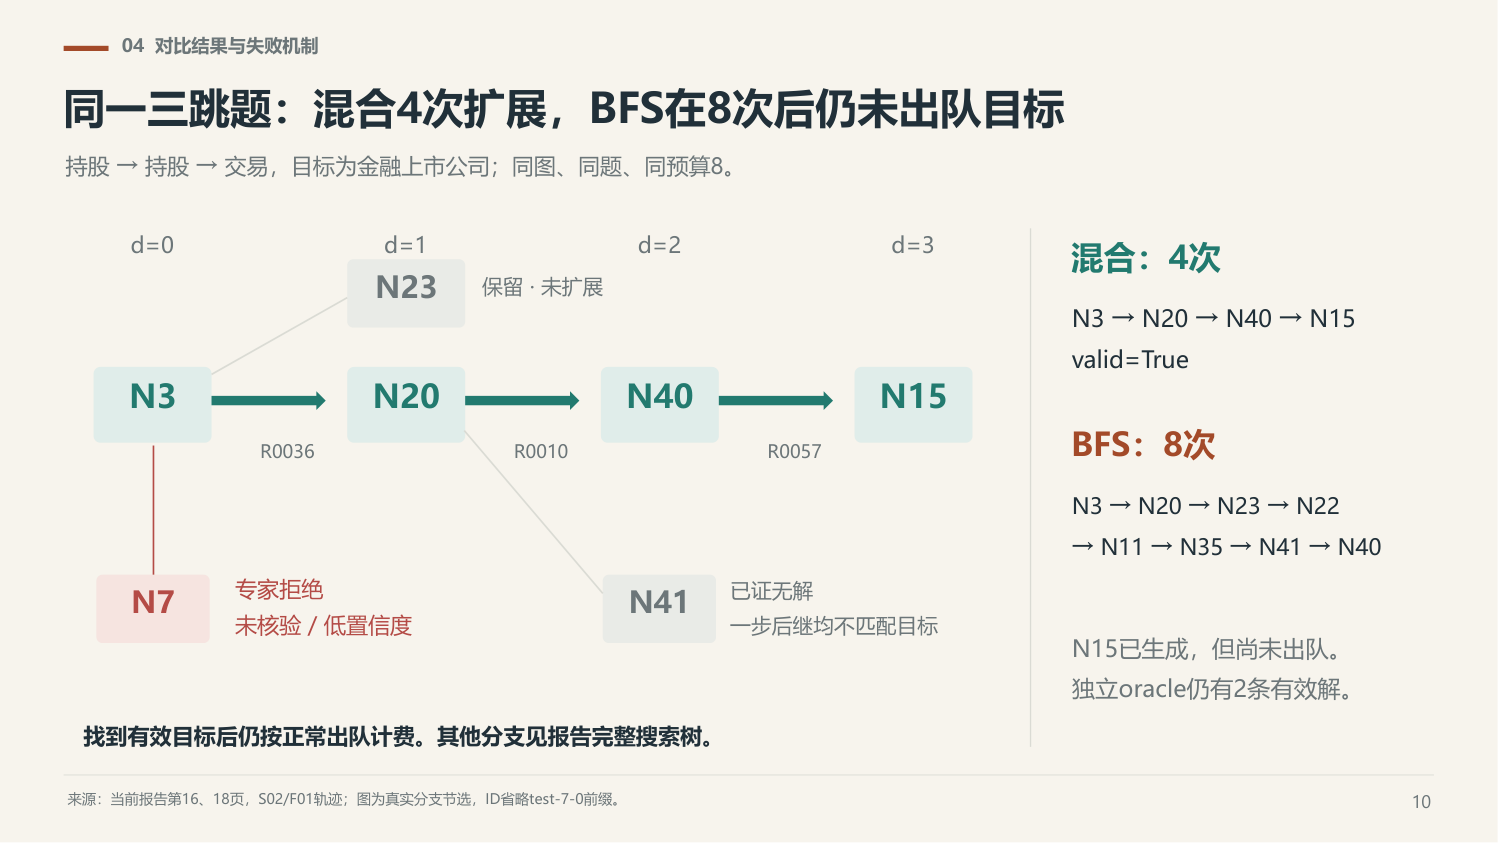 04 对比结果与失败机制
同一三跳题：混合4次扩展，BFS在8次后仍未出队目标
持股 → 持股 → 交易，目标为金融上市公司；同图、同题、同预算8。
d=0
d=1
d=2
d=3
N23
保留 · 未扩展
N3
N20
N40
N15
R0036
R0010
R0057
N7
专家拒绝
未核验 / 低置信度
N41
已证无解
一步后继均不匹配目标
找到有效目标后仍按正常出队计费。其他分支见报告完整搜索树。
混合：4次
N3 → N20 → N40 → N15
valid=True
BFS：8次
N3 → N20 → N23 → N22
→ N11 → N35 → N41 → N40
N15已生成，但尚未出队。
独立oracle仍有2条有效解。
来源：当前报告第16、18页，S02/F01轨迹；图为真实分支节选，ID省略test-7-0前缀。
10